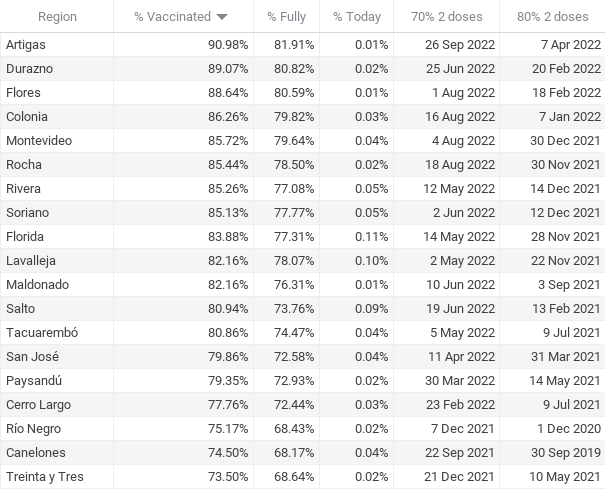 Region % Vaccinated % Fully % Today 70% 2 doses 80% 2 doses
Artigas 90.98% 81.91% 0.01% 26 Sep 2022 7 Apr 2022
Durazno 89.07% 80.82% 0.02% 25 Jun 2022 20 Feb 2022
Flores 88.64% 80.59% 0.01% 1 Aug 2022 18 Feb 2022
Colonia 86.26% 79.82% 0.03% 16 Aug 2022 7 Jan 2022
Montevideo 85.72% 79.64% 0.04% 4 Aug 2022 30 Dec 2021
Rocha 85.44% 78.50% 0.02% 18 Aug 2022 30 Nov 2021
Rivera 85.26% 77.08% 0.05% 12 May 2022 14 Dec 2021
Soriano 85.13% 77.77% 0.05% 2 Jun 2022 12 Dec 2021
Florida 83.88% 77.31% 0.11% 14 May 2022 28 Nov 2021
Lavalleja 82.16% 78.07% 0.10% 2 May 2022 22 Nov 2021
Maldonado 82.16% 76.31% 0.01% 10 Jun 2022 3 Sep 2021
Salto 80.94% 73.76% 0.09% 19 Jun 2022 13 Feb 2021
Tacuarembó 80.86% 74.47% 0.04% 5 May 2022 9 Jul 2021
San José 79.86% 72.58% 0.04% 11 Apr 2022 31 Mar 2021
Paysandú 79.35% 72.93% 0.02% 30 Mar 2022 14 May 2021
Cerro Largo 77.76% 72.44% 0.03% 23 Feb 2022 9 Jul 2021
Río Negro 75.17% 68.43% 0.02% 7 Dec 2021 1 Dec 2020
Canelones 74.50% 68.17% 0.04% 22 Sep 2021 30 Sep 2019
Treinta y Tres 73.50% 68.64% 0.02% 21 Dec 2021 10 May 2021